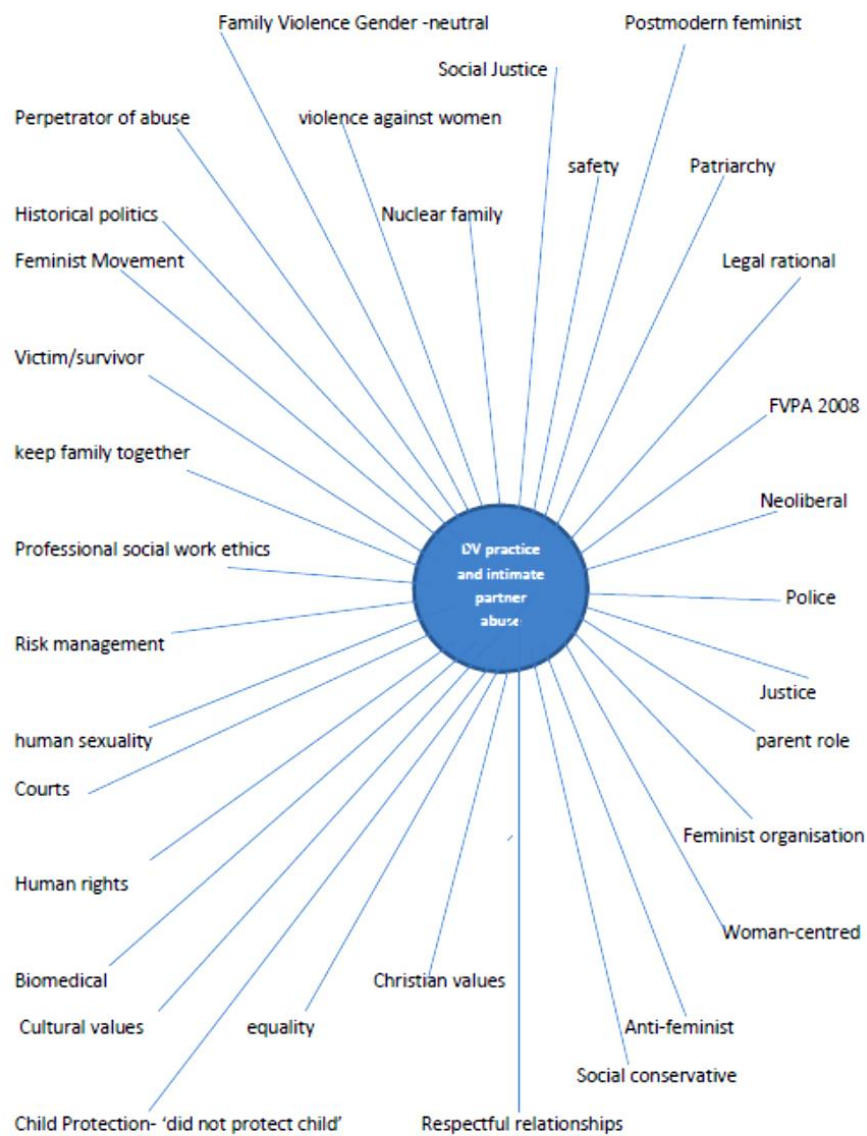 Family Violence Gender -neutral
Postmodern feminist
Social Justice
Perpetrator of abuse
violence against women
safety
Patriarchy
Historical politics
Nuclear family
Feminist Movement
Legal rational
Victim/survivor
FVPA 2008
keep family together
Neoliberal
Professional social work ethics
DV practice
and intimate
partner
abuse
Police
Risk management
Justice
human sexuality
parent role
Courts
Feminist organisation
Human rights
Woman-centred
Biomedical
Christian values
Cultural values
equality
Anti-feminist
Social conservative
Child Protection- ‘did not protect child’
Respectful relationships